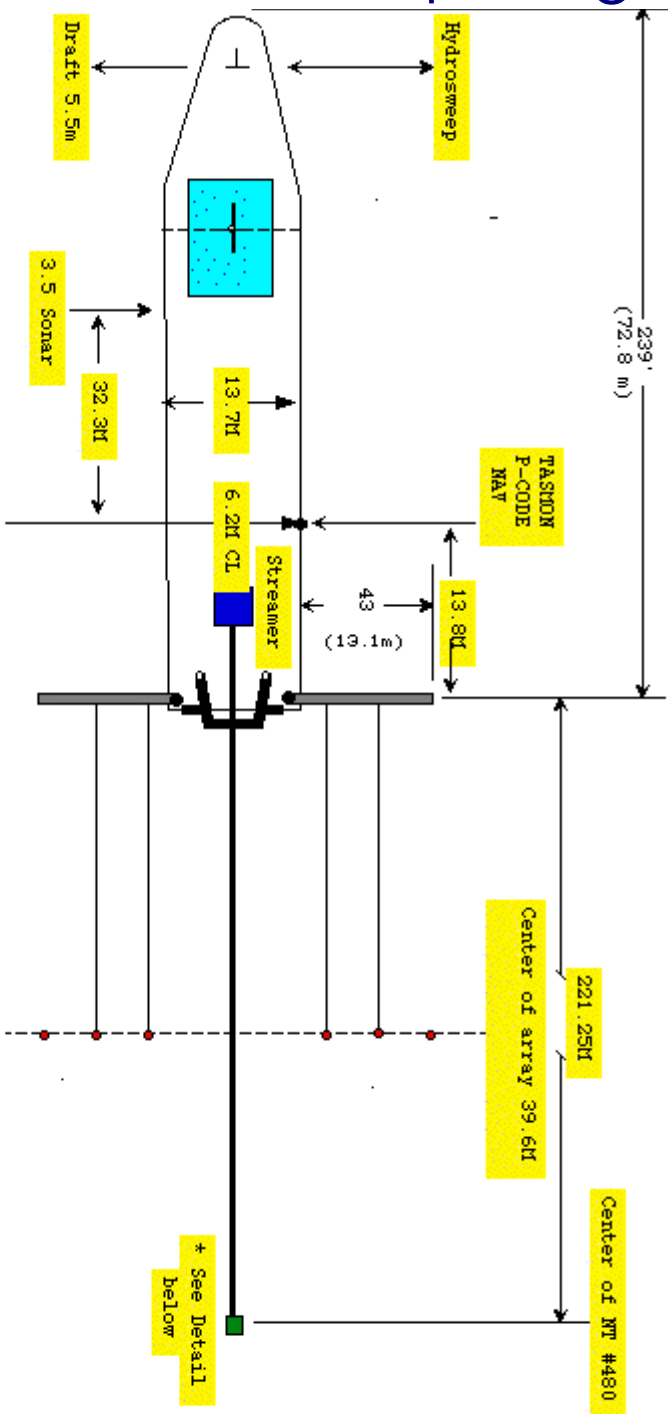 239'
(72.8 m)
Hydrosweep
Draft 5.5m
3.5 Sonar
32.3M
13.7M
TASMON
P-CODE
NAV
6.2M CL
Streamer
43
(13.1m)
13.8M
221.25M
Center of array 39.6M
Center of NT #480
* See Detail
below